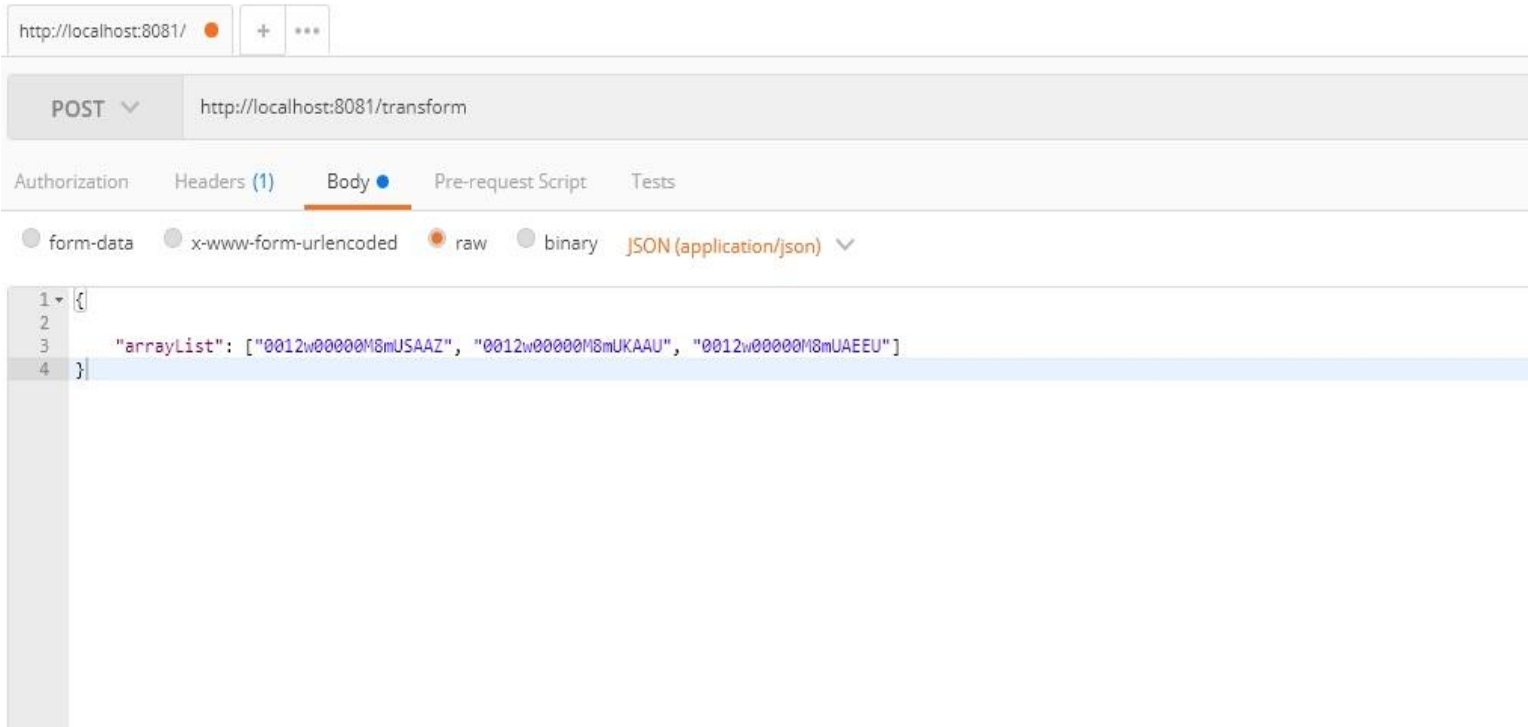 http://localhost:8081/ + •••
POST http://localhost:8081/transform
Authorization Headers (1) Body Pre-request Script Tests
form-data x-www-form-urlencoded raw binary JSON (application/json)
1 {
2
3 "arrayList": ["0012w00000M8mUSAAZ", "0012w00000M8mUKAAU", "0012w00000M8mUAEEU"]
4 }